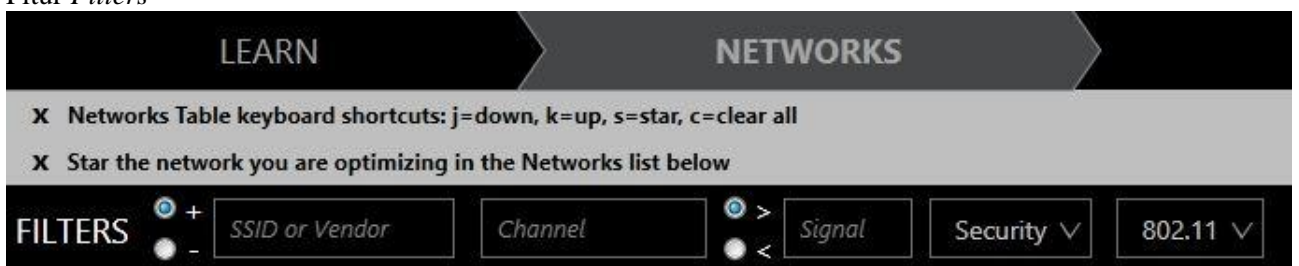 LEARN NETWORKS
x Networks Table keyboard shortcuts: j=down, k=up, s=star, c=clear all
x Star the network you are optimizing in the Networks list below
FILTERS + - SSID or Vendor Channel > < Signal Security 802.11